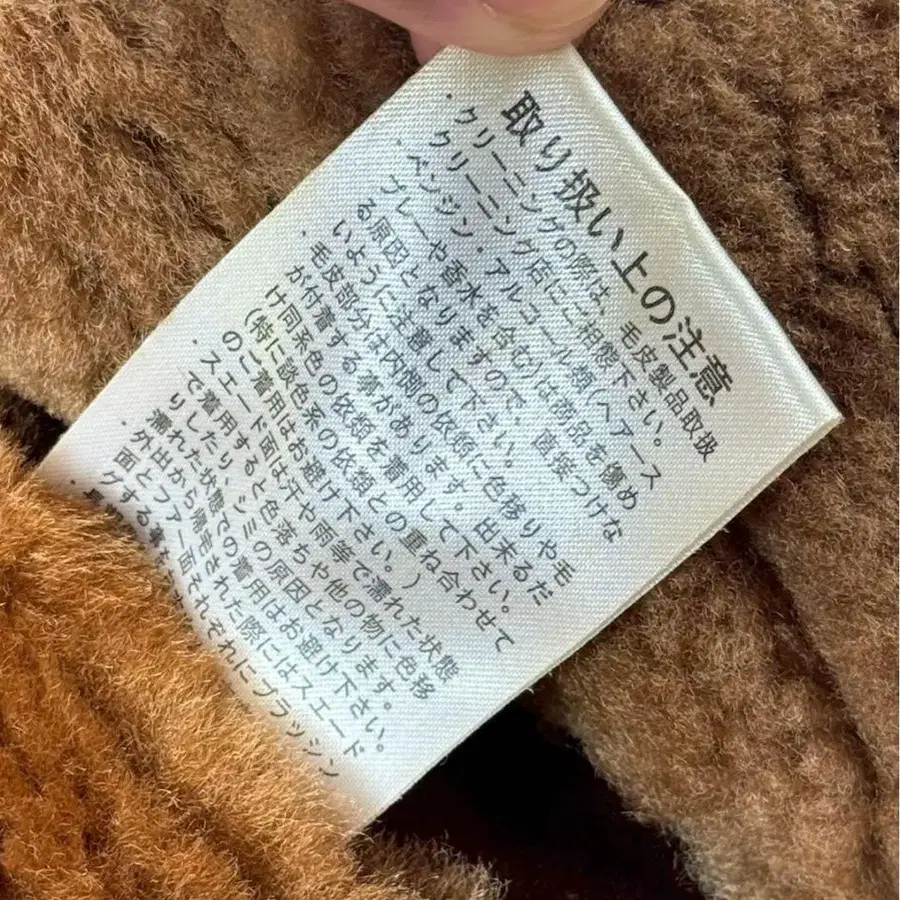 取り扱い上の注意
・クリーニングの際は、毛皮製品取扱
クリーニング店にご相態下さい。
・ベンジン・アルコール類(ヘアース
プレーや香水を含む)は商品を傷め
る原因となりますので、直接つけな
いように注意して下さい。
・毛皮部分は内側の依類に色移りや毛
が付着する事があります。出来るだ
け同系色の依類を着用して下さい。
(特に淡色系の依類との重ね合わせて
のご着用はお避け下さい。)
・スエード面は汗や雨等で濡れた状態
で着用すると色落ちや他の物に色移
りしたり、シミの原因となります。
濡れた状態での着用はお避け下さい。
・外出から帰宅された際にはスエード
面とファー面それぞれにブラッシン
グする事を